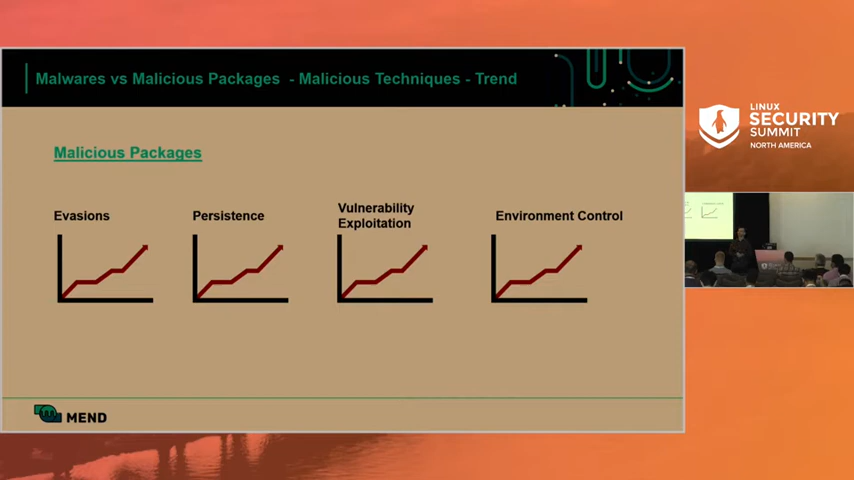 Malwares vs Malicious Packages - Malicious Techniques - Trend
Malicious Packages
Evasions
Persistence
Vulnerability
Exploitation
Environment Control
MEND
LINUX
SECURITY
SUMMIT
NORTH AMERICA